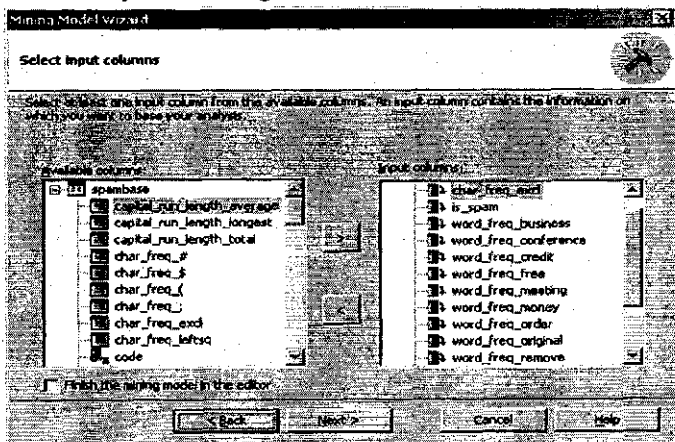 Mining Model Wizard
Select input columns
Select at least one input column from the available columns. An input column contains the information on
which you want to base your analysis.
Available columns:
spambase
capital_run_length_average
capital_run_length_longest
capital_run_length_total
char_freq_#
char_freq_$
char_freq_(
char_freq_;
char_freq_excl
char_freq_leftsq
code
>
<
Input columns:
char_freq_excl
is_spam
word_freq_business
word_freq_conference
word_freq_credit
word_freq_free
word_freq_meeting
word_freq_money
word_freq_order
word_freq_original
word_freq_remove
Finish the mining model in the editor
< Back
Next >
Cancel
Help